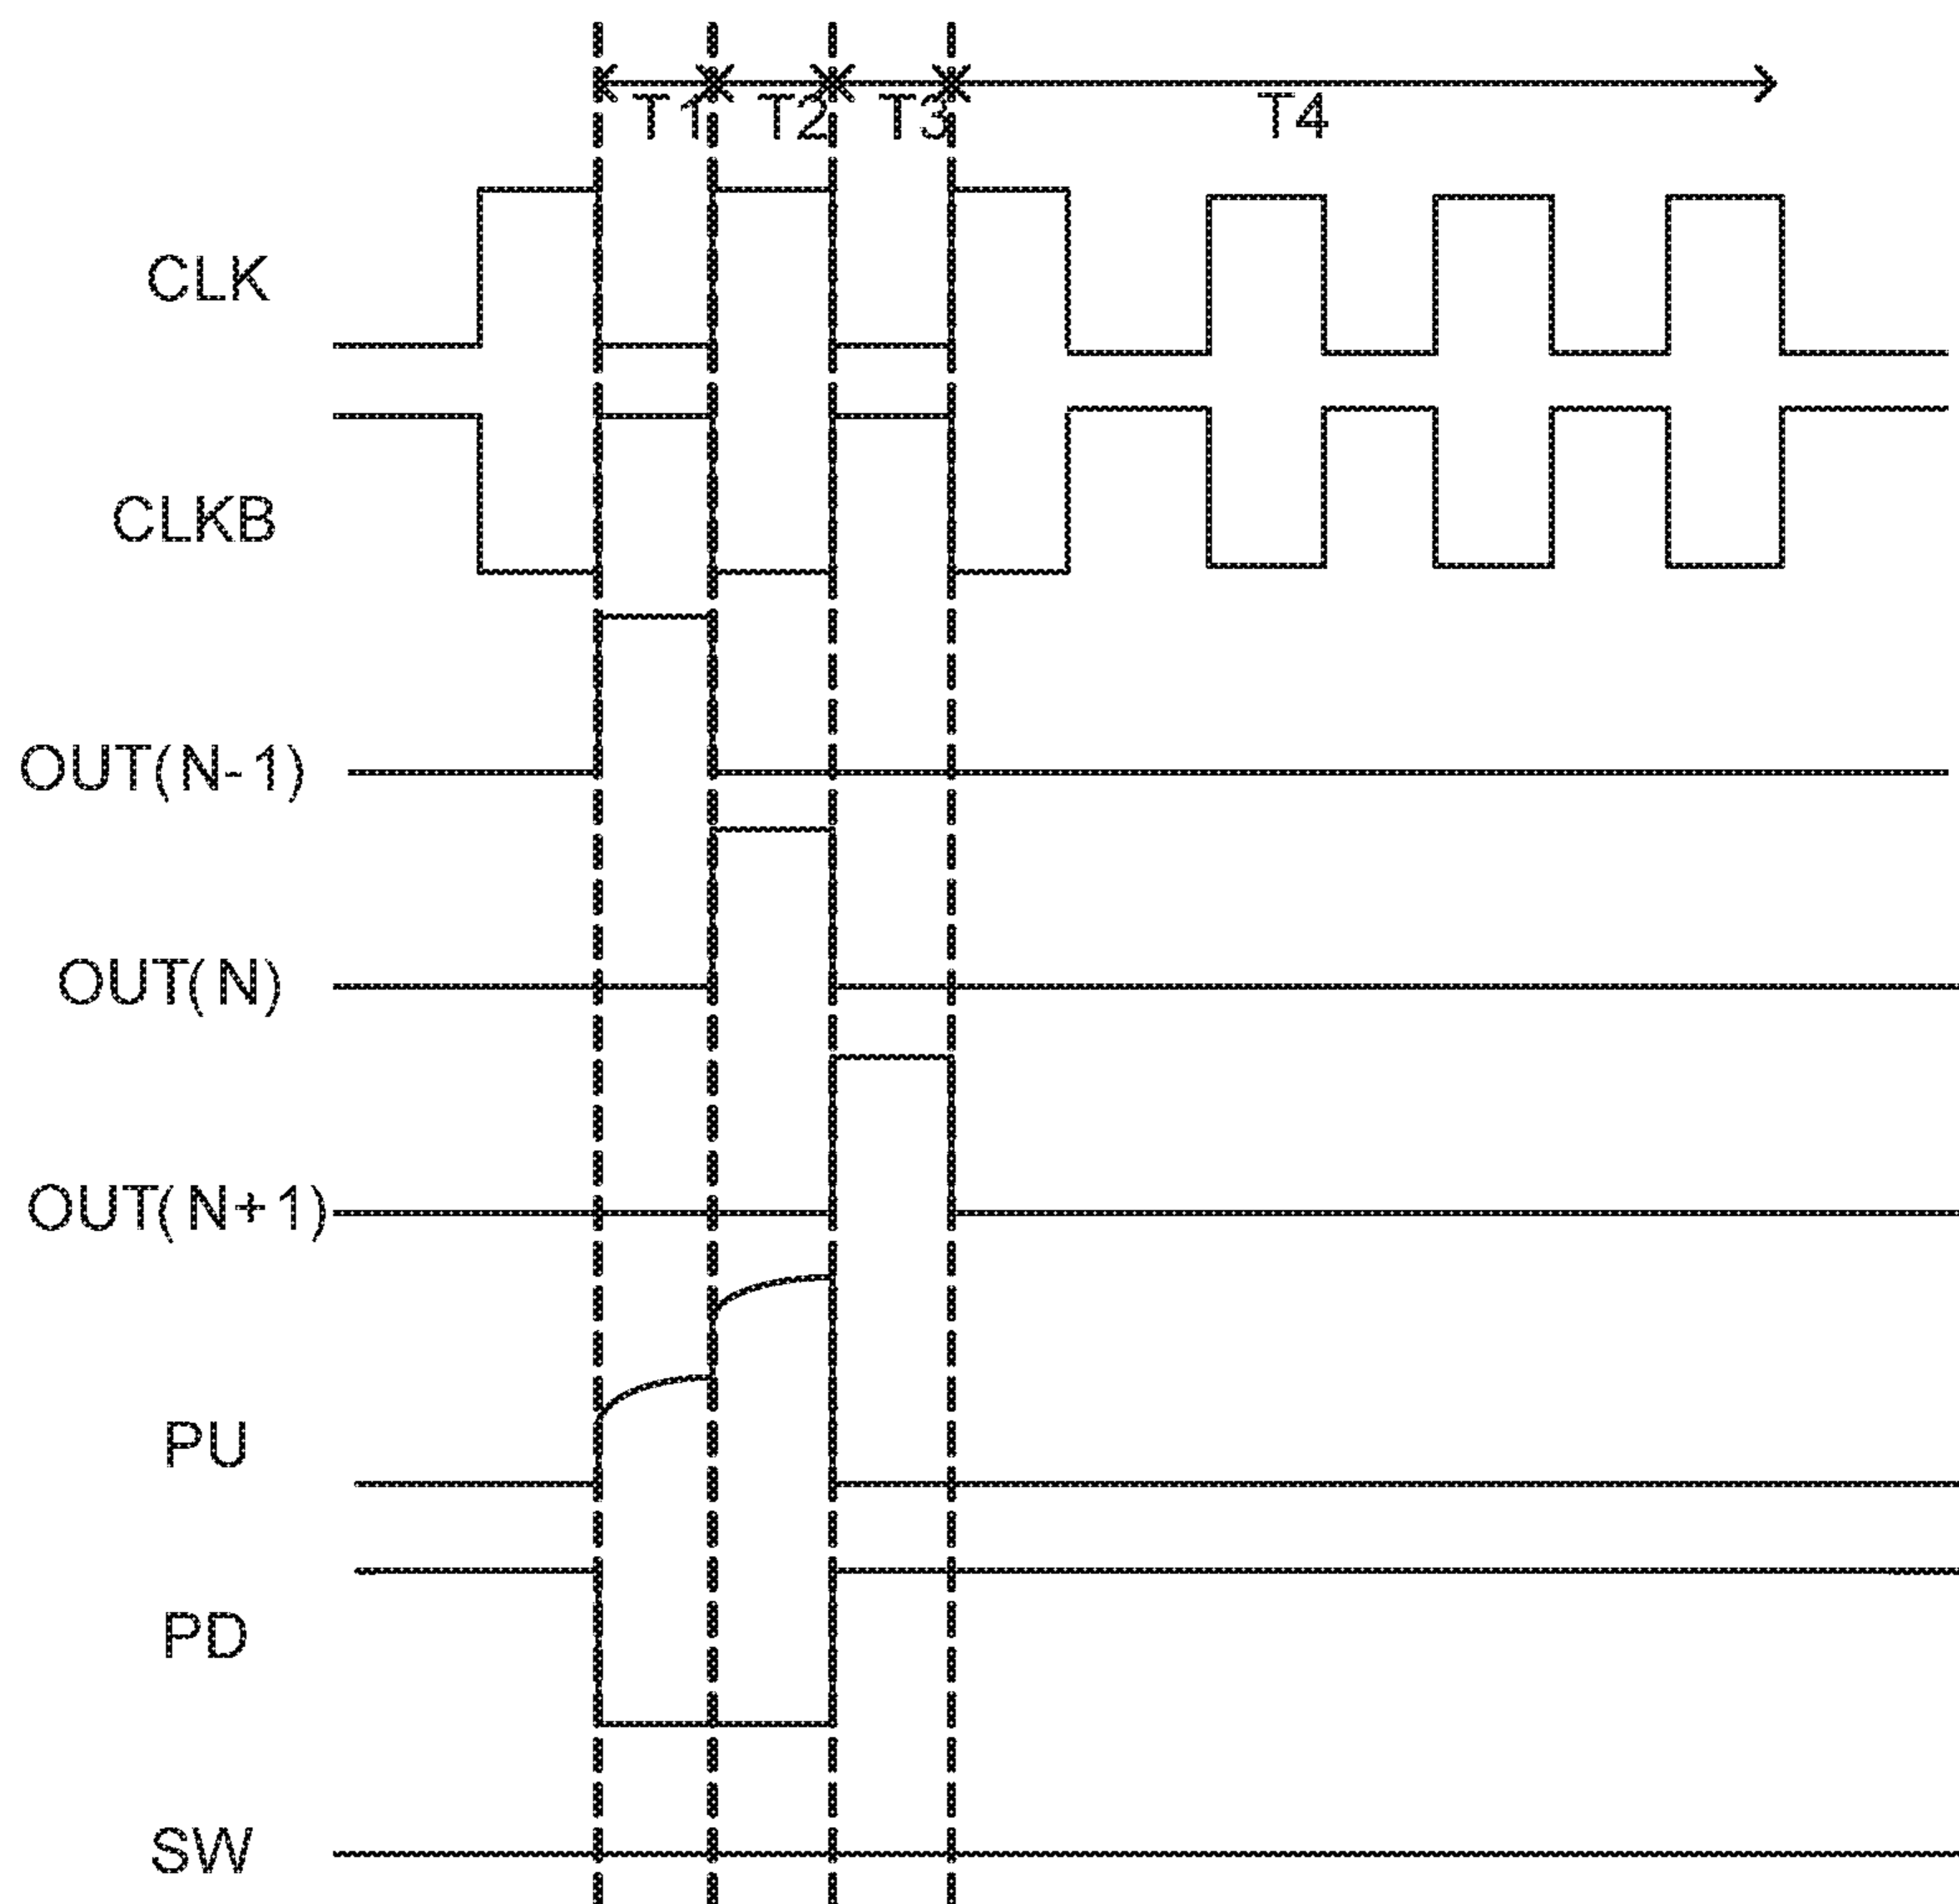 T1 T2 T3 T4
CLK
CLKB
OUT(N-1)
OUT(N)
OUT(N+1)
PU
PD
SW